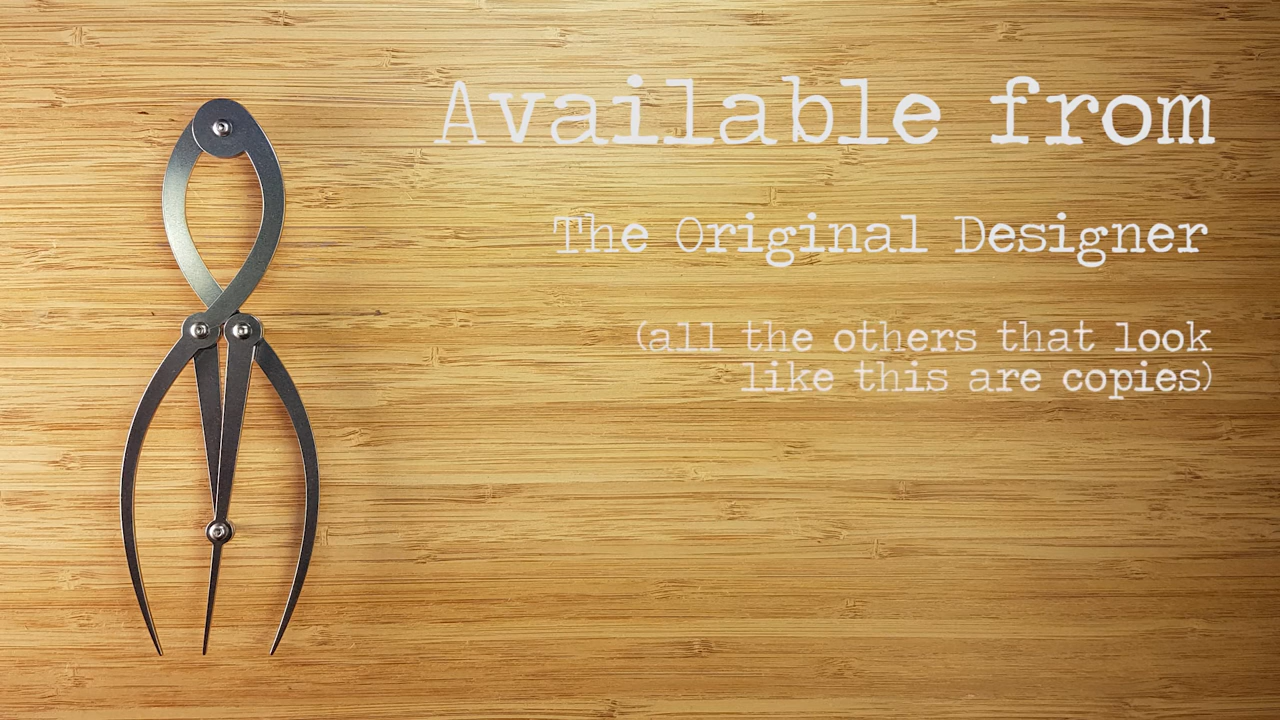 Available from
The Original Designer
(all the others that look
like this are copies)